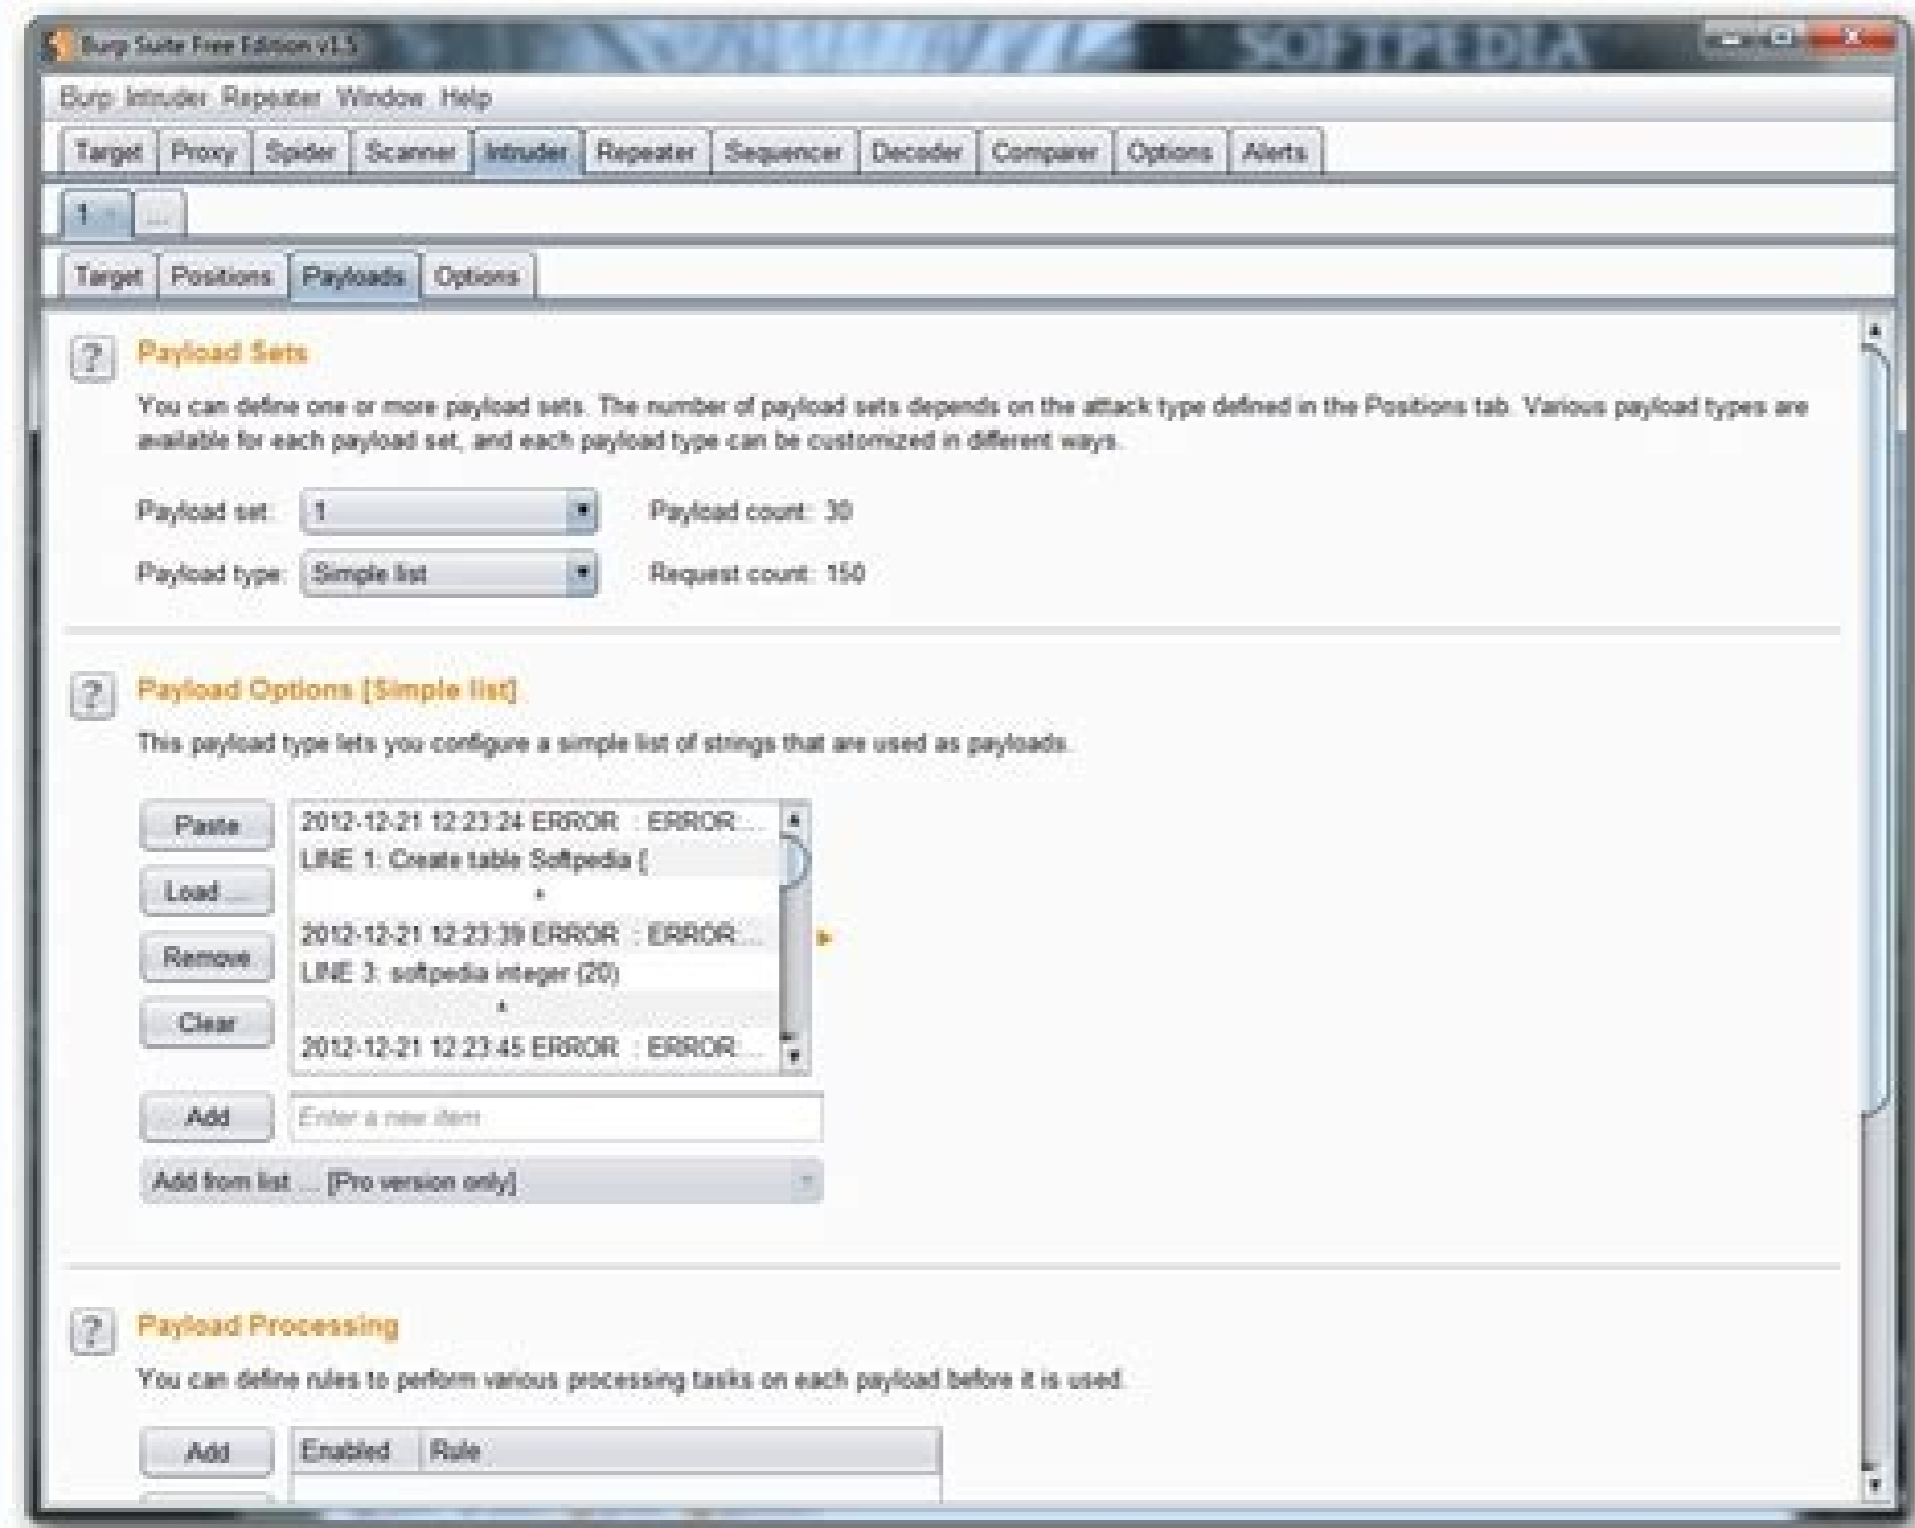 Burp Suite Free Edition v1.5
SOFTPEDIA
Burp Intruder Repeater Window Help
Target Proxy Spider Scanner Intruder Repeater Sequencer Decoder Comparer Options Alerts
1 ...
Target Positions Payloads Options
? Payload Sets
You can define one or more payload sets. The number of payload sets depends on the attack type defined in the Positions tab. Various payload types are
available for each payload set, and each payload type can be customized in different ways.
Payload set: 1 Payload count: 30
Payload type: Simple list Request count: 150
? Payload Options [Simple list]
This payload type lets you configure a simple list of strings that are used as payloads.
Paste
Load ...
Remove
Clear
2012-12-21 12:23:24 ERROR : ERROR: ...
LINE 1: Create table Softpedia {
2012-12-21 12:23:39 ERROR : ERROR: ...
LINE 3: softpedia integer (20)
2012-12-21 12:23:45 ERROR : ERROR: ...
Add Enter a new item
Add from list ... [Pro version only]
? Payload Processing
You can define rules to perform various processing tasks on each payload before it is used.
Add Enabled Rule